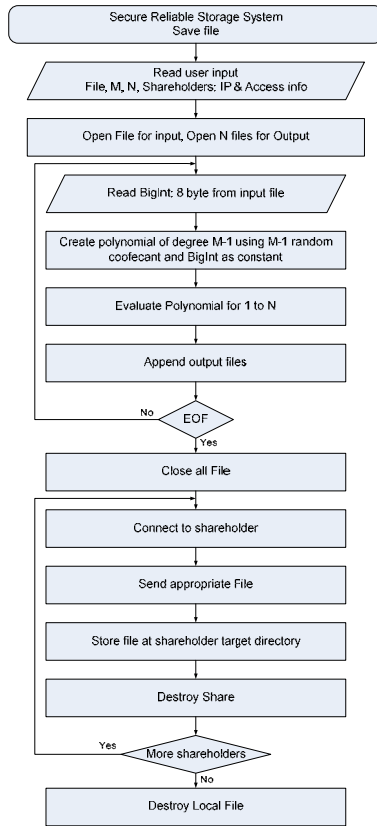 Secure Reliable Storage System
Save file
Read user input
File, M, N, Shareholders: IP & Access info
Open File for input, Open N files for Output
Read BigInt: 8 byte from input file
Create polynomial of degree M-1 using M-1 random
coofecant and BigInt as constant
Evaluate Polynomial for 1 to N
Append output files
No
EOF
Yes
Close all File
Connect to shareholder
Send appropriate File
Store file at shareholder target directory
Destroy Share
Yes
More shareholders
No
Destroy Local File